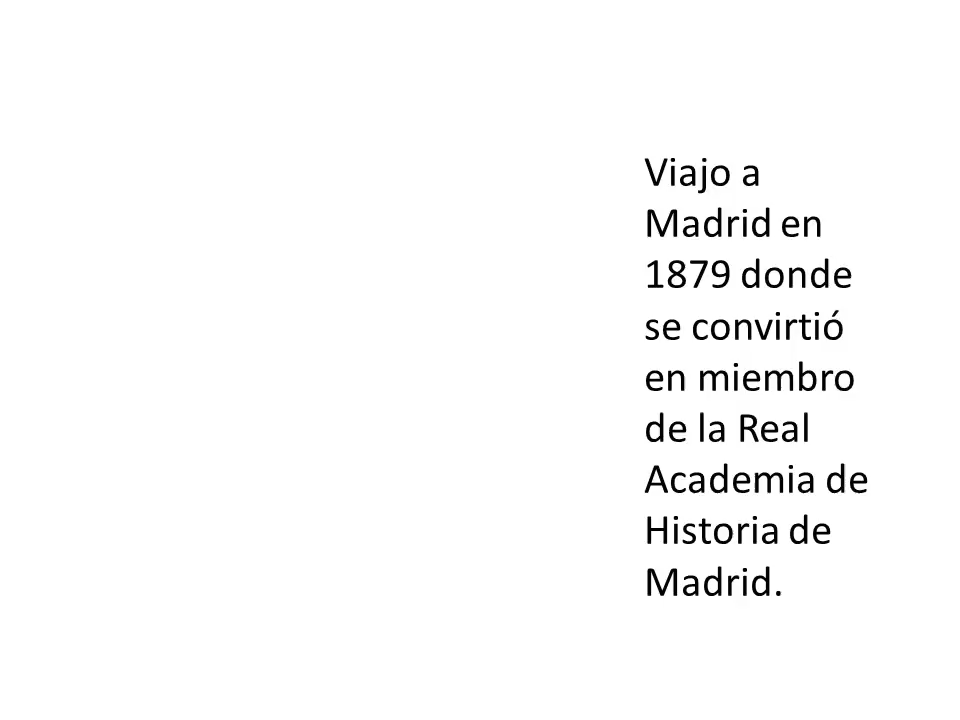 Viajo a
Madrid en
1879 donde
se convirtió
en miembro
de la Real
Academia de
Historia de
Madrid.